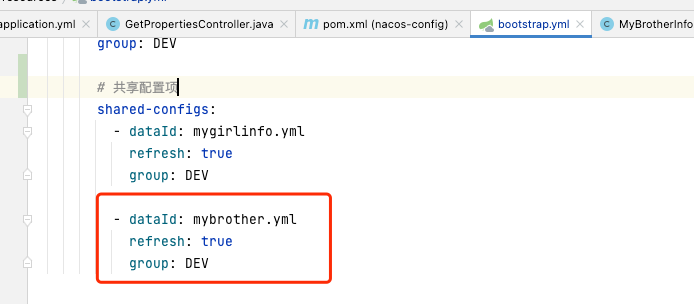 application.yml
GetPropertiesController.java
pom.xml (nacos-config)
bootstrap.yml
MyBrotherInfo
group: DEV
# 共享配置项
shared-configs:
- dataId: mygirlinfo.yml
refresh: true
group: DEV
- dataId: mybrother.yml
refresh: true
group: DEV